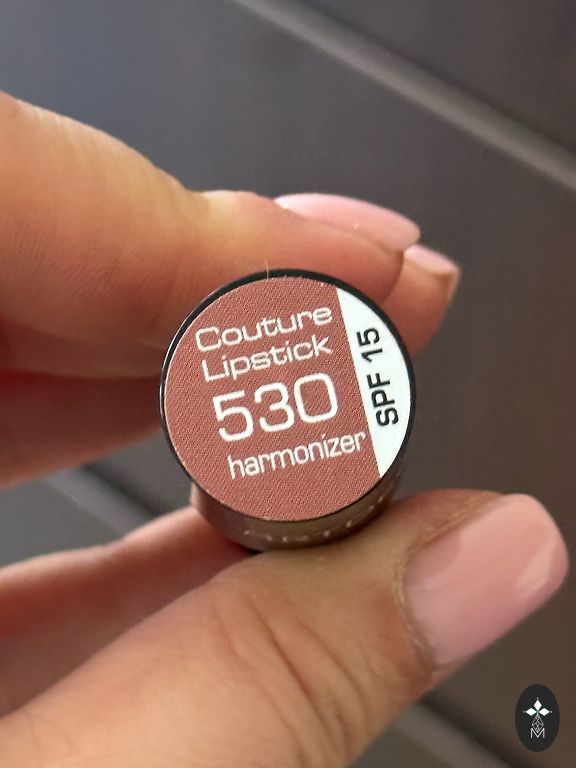 Couture
Lipstick
530
harmonizer
SPF 15
M